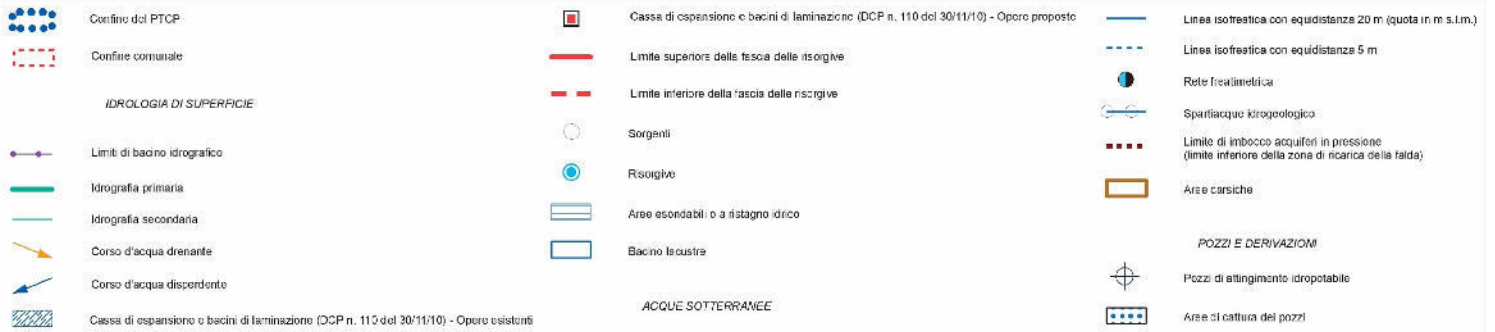 Confine del PTCP
Confine comunale
IDROLOGIA DI SUPERFICIE
Limiti di bacino idrografico
Idrografia primaria
Idrografia secondaria
Corso d'acqua drenante
Corso d'acqua disperdente
Cassa di espansione e bacini di laminazione (DCP n. 110 del 30/11/10) - Opere esistenti
Cassa di espansione e bacini di laminazione (DCP n. 110 del 30/11/10) - Opere proposte
Limite superiore della fascia delle risorgive
Limite inferiore della fascia delle risorgive
Sorgenti
Risorgive
Aree esondabili o a ristagno idrico
Bacino lacustre
ACQUE SOTTERRANEE
Linea isofreatica con equidistanza 20 m (quota in m s.l.m.)
Linea isofreatica con equidistanza 5 m
Rete freatimetrica
Spartiacque idrogeologico
Limite di imbocco acquiferi in pressione
(limite inferiore della zona di ricarica della falda)
Aree carsiche
POZZI E DERIVAZIONI
Pozzi di attingimento idropotabile
Aree di cattura dei pozzi